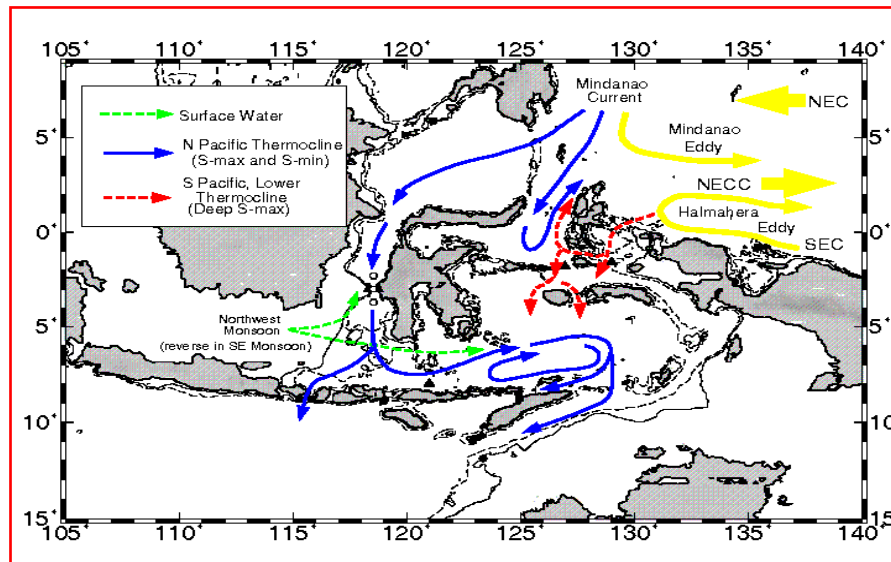 105° 110° 115° 120° 125° 130° 135° 140°
Surface Water
N Pacific Thermocline
(S-max and S-min)
S Pacific, Lower
Thermocline
(Deep S-max)
Mindanao
Current
NEC
Mindanao
Eddy
NECC
Halmahera
Eddy
SEC
Northwest
Monsoon
(reverse in SE Monsoon)
5° 5°
0° 0°
5° 5°
10° 10°
15° 15°
105° 110° 115° 120° 125° 130° 135° 140°